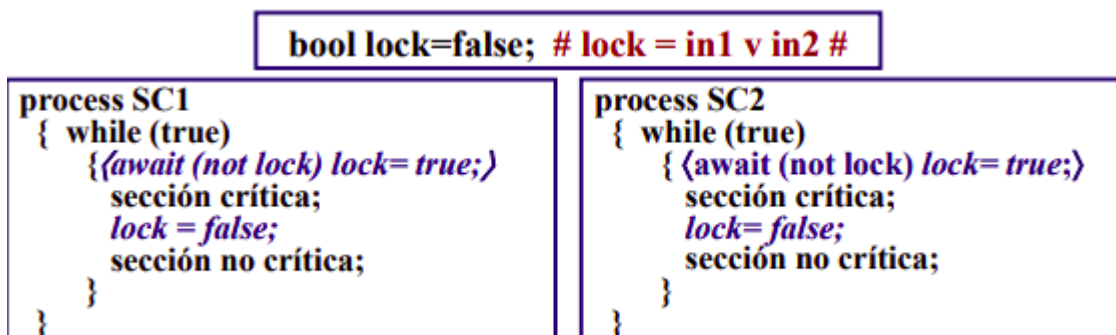 bool lock=false; # lock = in1 v in2 #
process SC1
{ while (true)
{⟨await (not lock) lock= true;⟩
sección crítica;
lock = false;
sección no crítica;
}
}
process SC2
{ while (true)
{ ⟨await (not lock) lock= true;⟩
sección crítica;
lock= false;
sección no crítica;
}
}